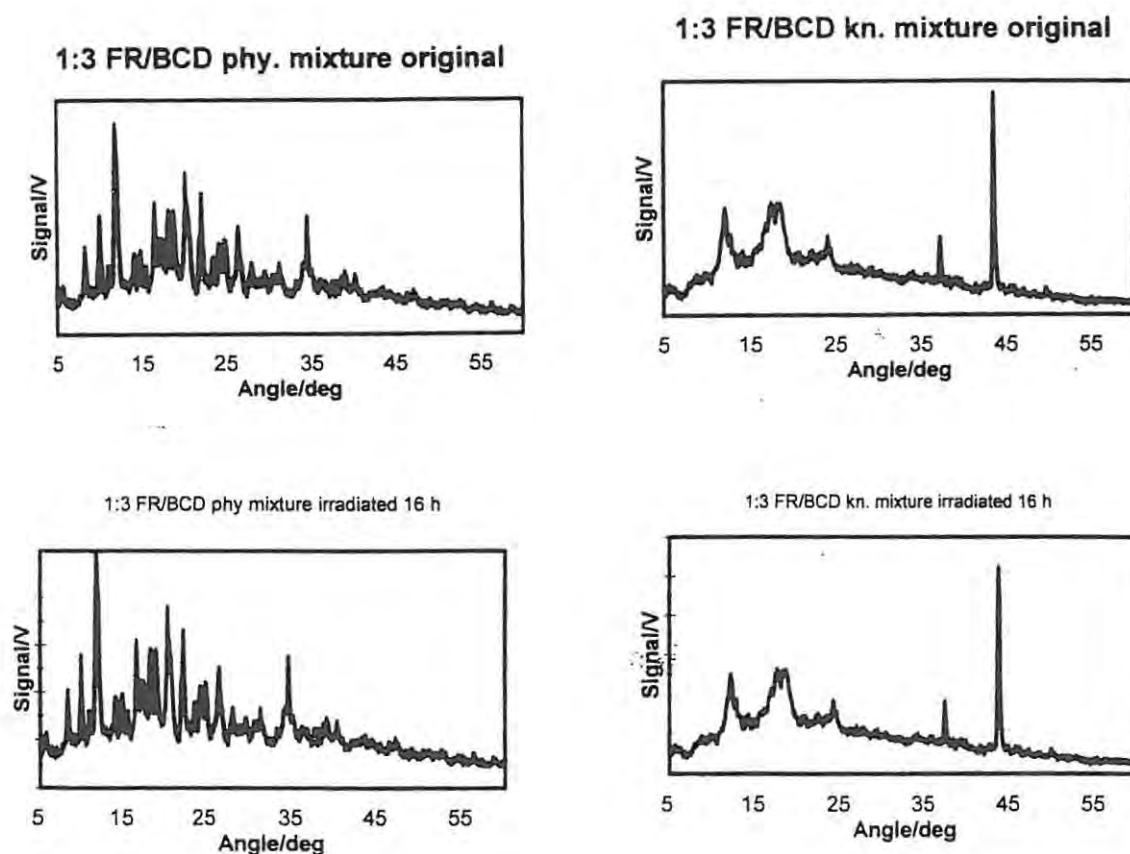 1:3 FR/BCD phy. mixture original
Signal/V
5 15 25 35 45 55
Angle/deg
1:3 FR/BCD kn. mixture original
Signal/V
5 15 25 35 45 55
Angle/deg
1:3 FR/BCD phy mixture irradiated 16 h
Signal/V
5 15 25 35 45 55
Angle/deg
1:3 FR/BCD kn. mixture irradiated 16 h
Signal/V
5 15 25 35 45 55
Angle/deg